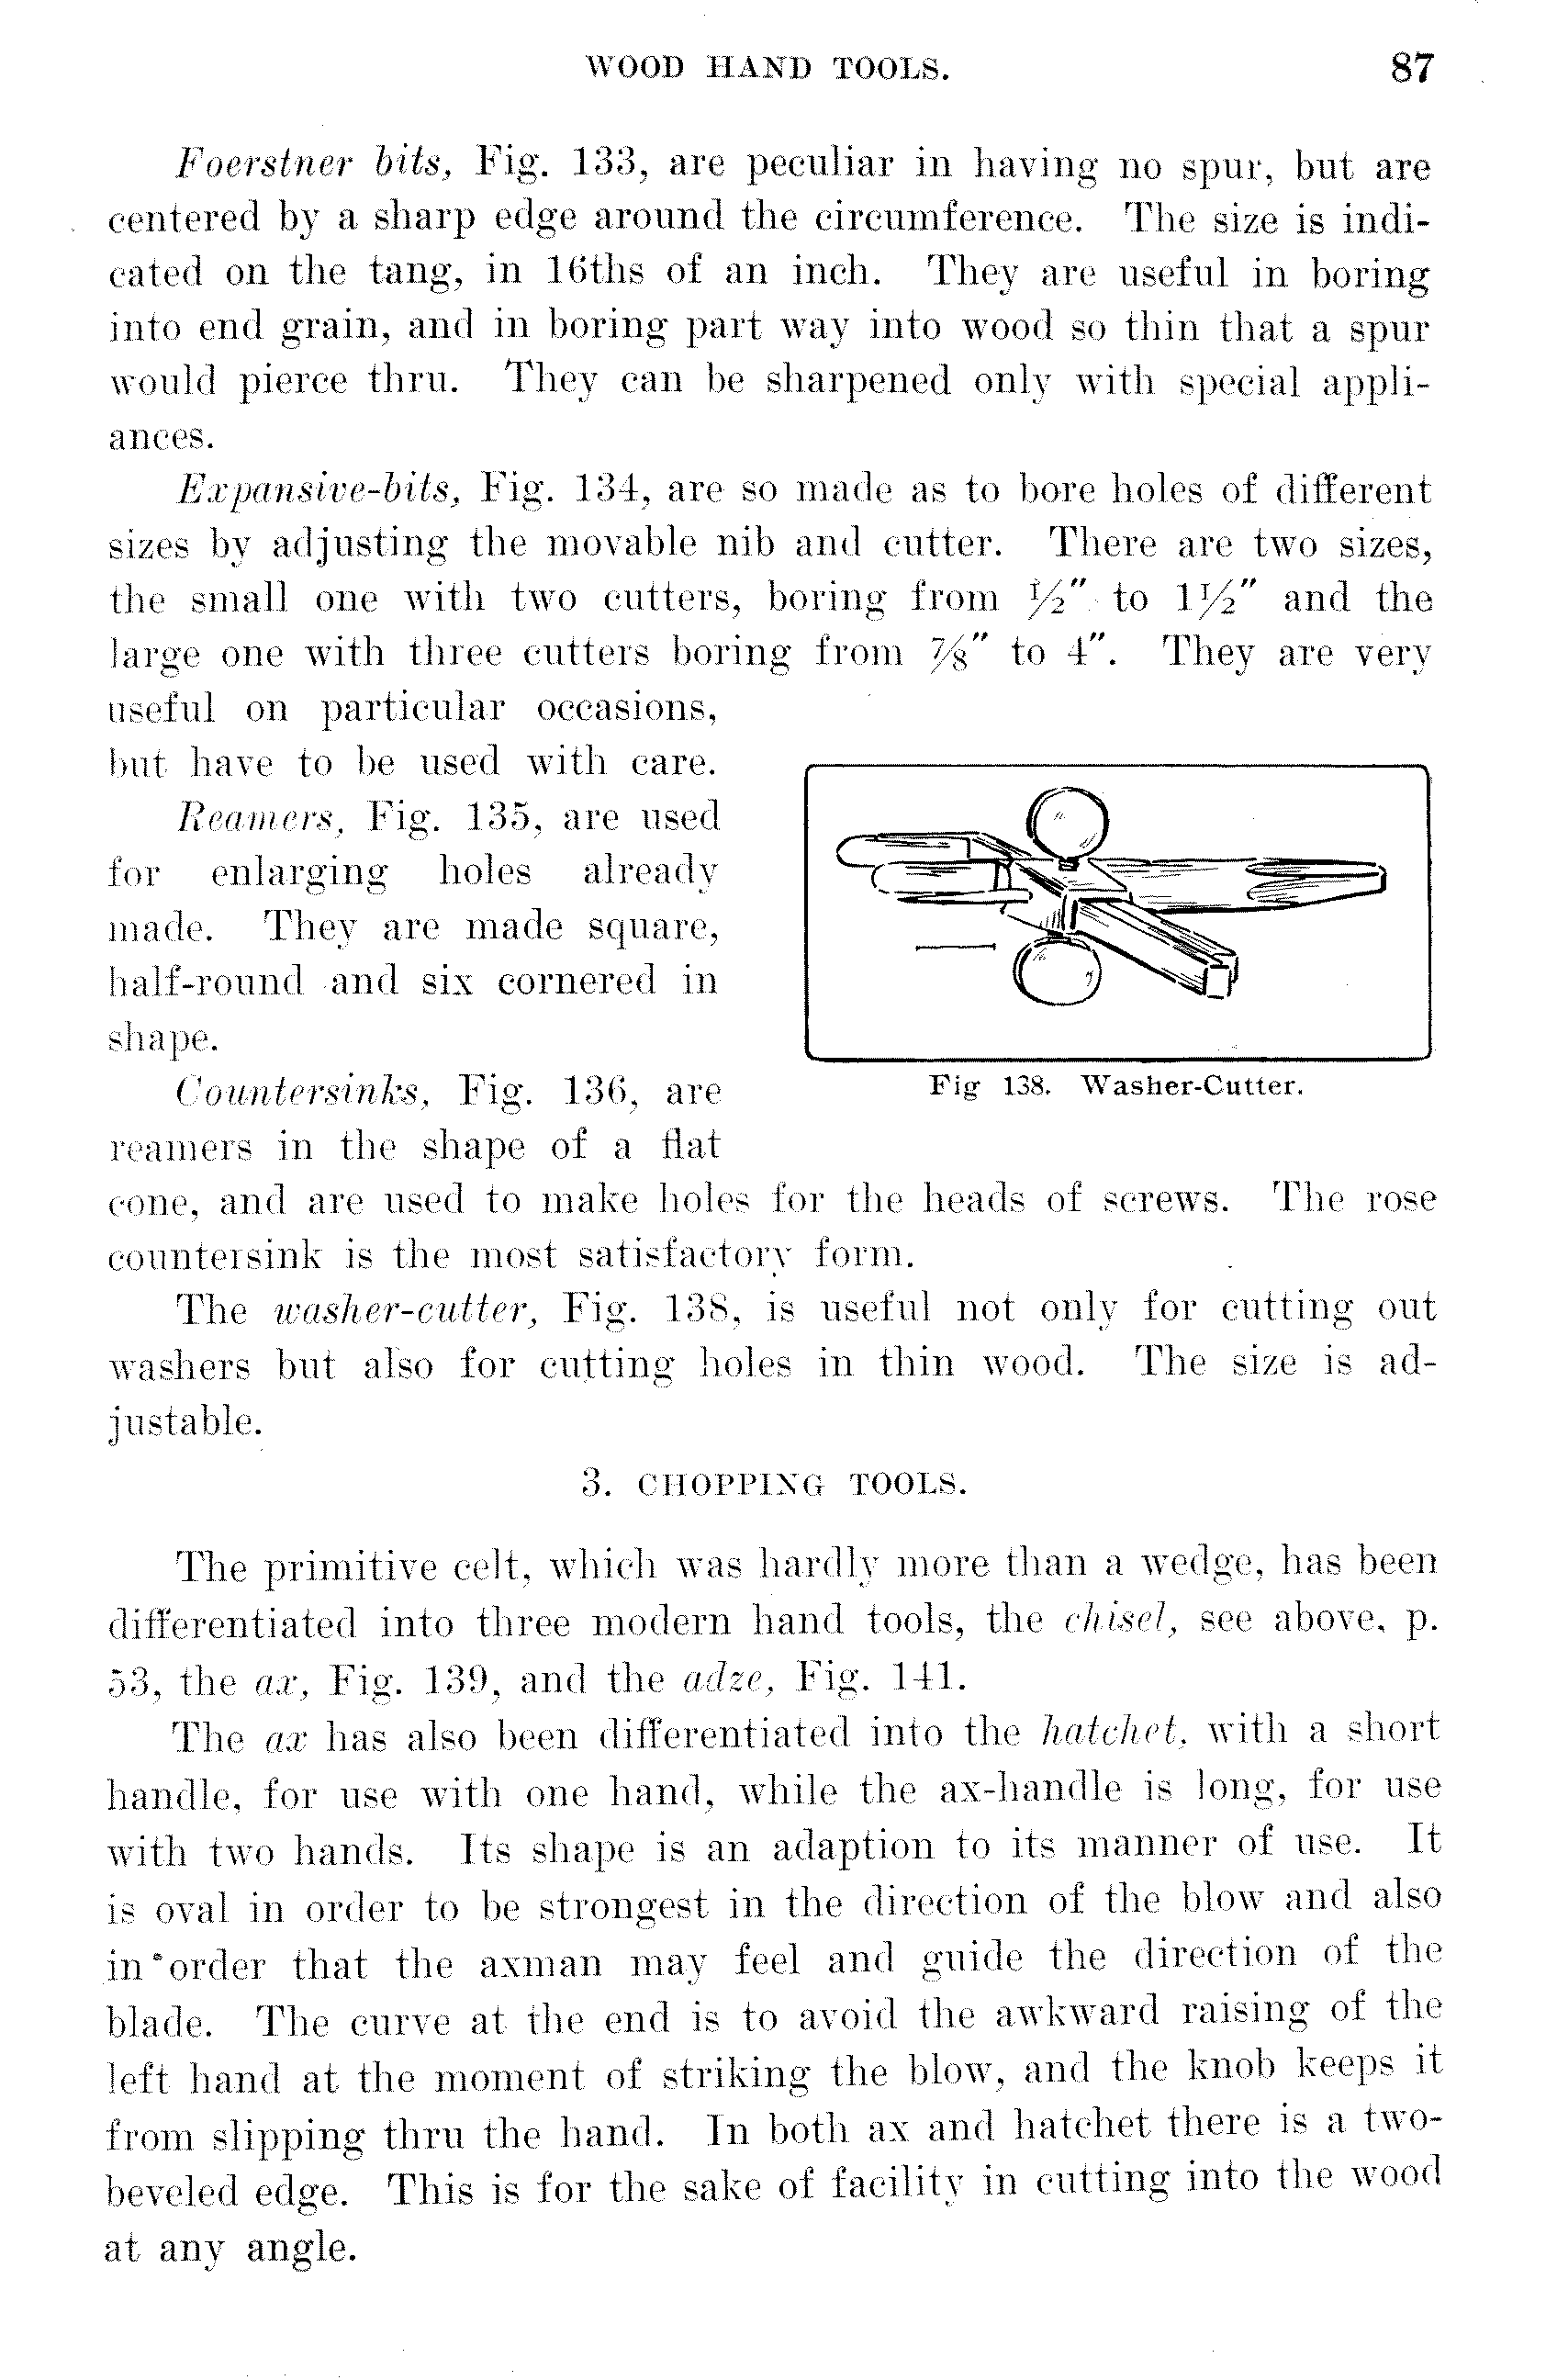 WOOD HAND TOOLS. 87
Foerstner bits, Fig. 133, are peculiar in having no spur, but are
centered by a sharp edge around the circumference. The size is indi-
cated on the tang, in 16ths of an inch. They are useful in boring
into end grain, and in boring part way into wood so thin that a spur
would pierce thru. They can be sharpened only with special appli-
ances.
Expansive-bits, Fig. 134, are so made as to bore holes of different
sizes by adjusting the movable nib and cutter. There are two sizes,
the small one with two cutters, boring from ½" to 1½" and the
large one with three cutters boring from ⅞" to 4". They are very
useful on particular occasions,
but have to be used with care.
Reamers, Fig. 135, are used
for enlarging holes already
made. They are made square,
half-round and six cornered in
shape.
Countersinks, Fig. 136, are
reamers in the shape of a flat
Fig 138. Washer-Cutter.
cone, and are used to make holes for the heads of screws. The rose
countersink is the most satisfactory form.
The washer-cutter, Fig. 138, is useful not only for cutting out
washers but also for cutting holes in thin wood. The size is ad-
justable.
3. CHOPPING TOOLS.
The primitive celt, which was hardly more than a wedge, has been
differentiated into three modern hand tools, the chisel, see above, p.
53, the ax, Fig. 139, and the adze, Fig. 141.
The ax has also been differentiated into the hatchet, with a short
handle, for use with one hand, while the ax-handle is long, for use
with two hands. Its shape is an adaption to its manner of use. It
is oval in order to be strongest in the direction of the blow and also
in order that the axman may feel and guide the direction of the
blade. The curve at the end is to avoid the awkward raising of the
left hand at the moment of striking the blow, and the knob keeps it
from slipping thru the hand. In both ax and hatchet there is a two-
beveled edge. This is for the sake of facility in cutting into the wood
at any angle.